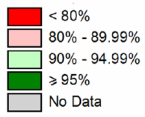 < 80%
80% - 89.99%
90% - 94.99%
⩾ 95%
No Data